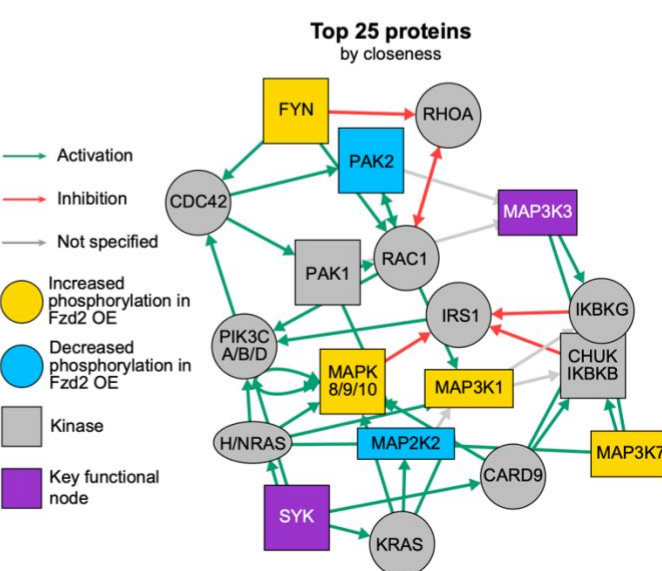 Top 25 proteins
by closeness
Activation
Inhibition
Not specified
Increased
phosphorylation in
Fzd2 OE
Decreased
phosphorylation in
Fzd2 OE
Kinase
Key functional
node
FYN
RHOA
PAK2
CDC42
MAP3K3
RAC1
PAK1
IRS1
IKBKG
PIK3C
A/B/D
CHUK
IKBKB
MAPK
8/9/10
MAP3K1
H/NRAS
MAP2K2
MAP3K7
CARD9
SYK
KRAS